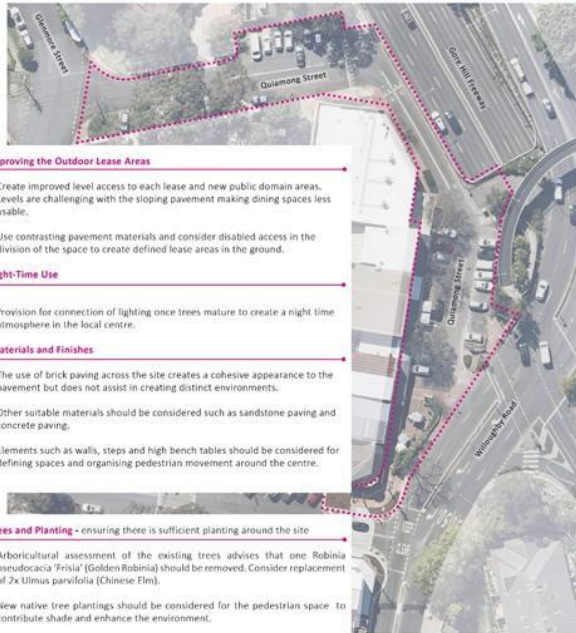 Glenmore Street
Quiamong Street
Gore Hill Freeway
proving the Outdoor Lease Areas
Create improved level access to each lease and new public domain areas.
Levels are challenging with the sloping pavement making dining spaces less
usable.
Use contrasting pavement materials and consider disabled access in the
division of the space to create defined lease areas in the ground.
ght-Time Use
Provision for connection of lighting once trees mature to create a night time
atmosphere in the local centre.
Quiamong Street
aterials and Finishes
The use of brick paving across the site creates a cohesive appearance to the
pavement but does not assist in creating distinct environments.
Other suitable materials should be considered such as sandstone paving and
concrete paving.
Elements such as walls, steps and high bench tables should be considered for
defining spaces and organising pedestrian movement around the centre.
Willoughby Road
ees and Planting - ensuring there is sufficient planting around the site
Arboricultural assessment of the existing trees advises that one Robinia
pseudocacia 'Frisia' (Golden Robinia) should be removed. Consider replacement
of 2x Ulmus parvifolia (Chinese Elm).
New native tree plantings should be considered for the pedestrian space to
contribute shade and enhance the environment.